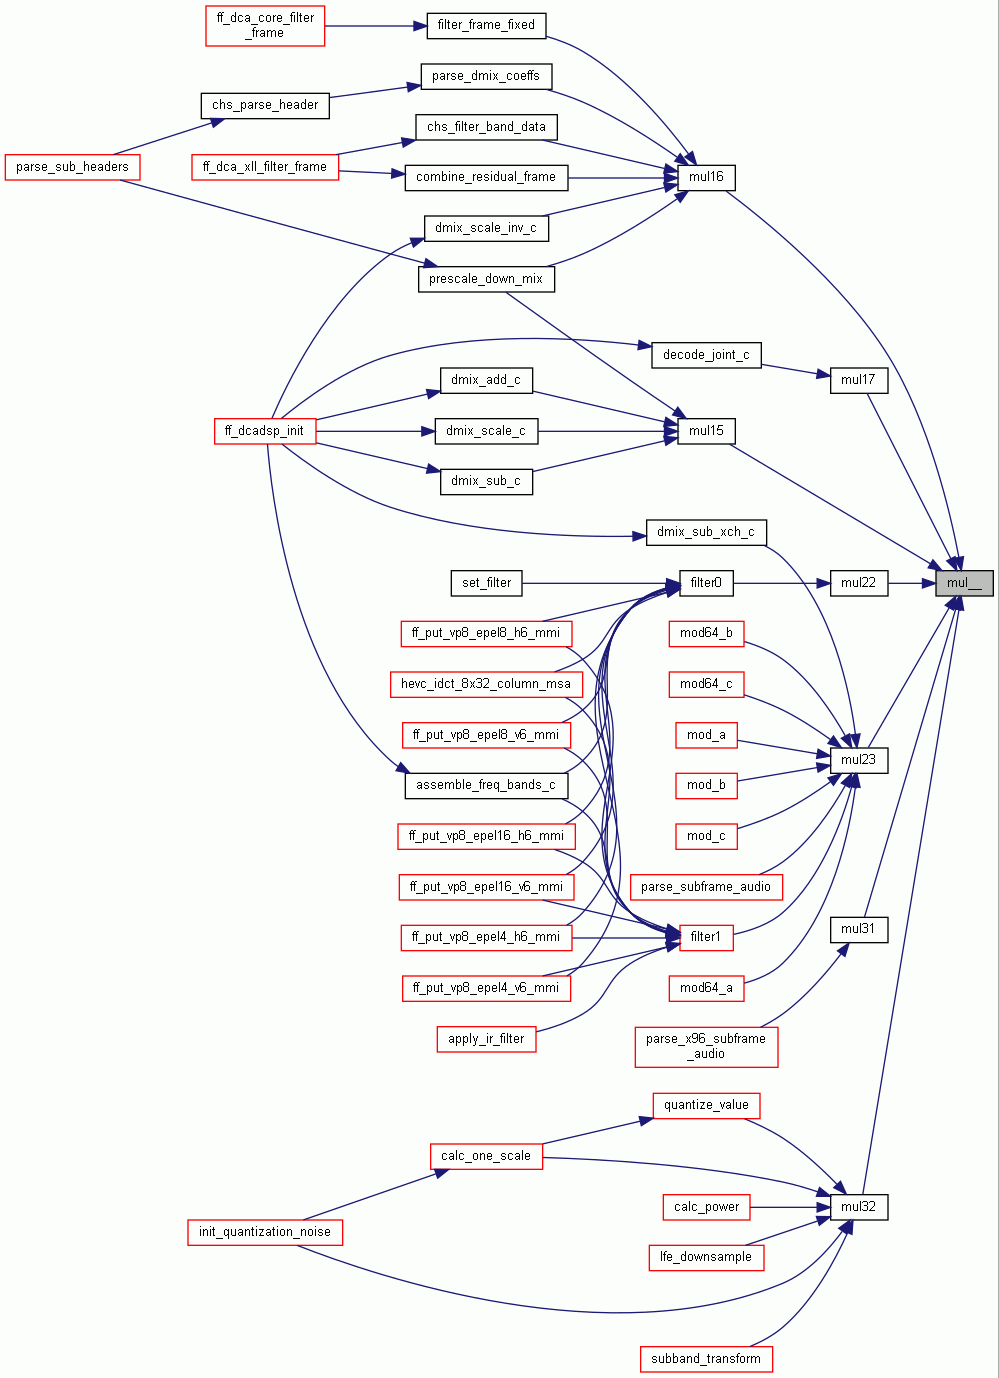 ff_dca_core_filter
_frame
filter_frame_fixed
parse_dmix_coeffs
chs_parse_header
chs_filter_band_data
parse_sub_headers
ff_dca_xll_filter_frame
combine_residual_frame
mul16
dmix_scale_inv_c
prescale_down_mix
decode_joint_c
dmix_add_c
mul17
ff_dcadsp_init
dmix_scale_c
mul15
dmix_sub_c
dmix_sub_xch_c
set_filter
filter0
mul22
mul__
ff_put_vp8_epel8_h6_mmi
mod64_b
hevc_idct_8x32_column_msa
mod64_c
ff_put_vp8_epel8_v6_mmi
mod_a
mul23
assemble_freq_bands_c
mod_b
ff_put_vp8_epel16_h6_mmi
mod_c
ff_put_vp8_epel16_v6_mmi
parse_subframe_audio
mul31
ff_put_vp8_epel4_h6_mmi
filter1
ff_put_vp8_epel4_v6_mmi
mod64_a
apply_ir_filter
parse_x96_subframe
_audio
quantize_value
calc_one_scale
calc_power
mul32
init_quantization_noise
lfe_downsample
subband_transform